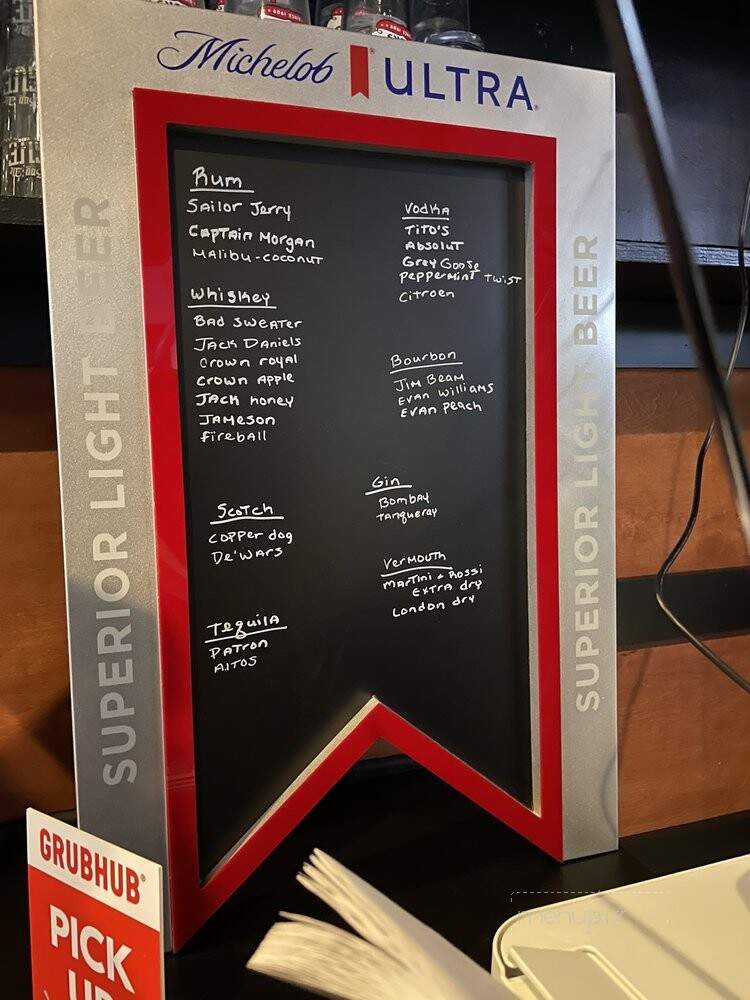 Michelob ULTRA
SUPERIOR LIGHT BEER
Rum
Sailor Jerry
Captain Morgan
Malibu-coconut
Whiskey
Bad Sweater
Jack Daniels
Crown royal
Crown Apple
Jack honey
Jameson
fireball
Scotch
copper dog
De'wars
Tequila
Patron
Altos
Vodka
Tito's
Absolut
Grey Goose
Peppermint Twist
Citroen
Bourbon
Jim Beam
Evan Williams
Evan Peach
Gin
Bombay
Tanqueray
Vermouth
Martini & Rossi
Extra dry
London dry
SUPERIOR LIGHT BEER
GRUBHUB
PICK
UP
menupix